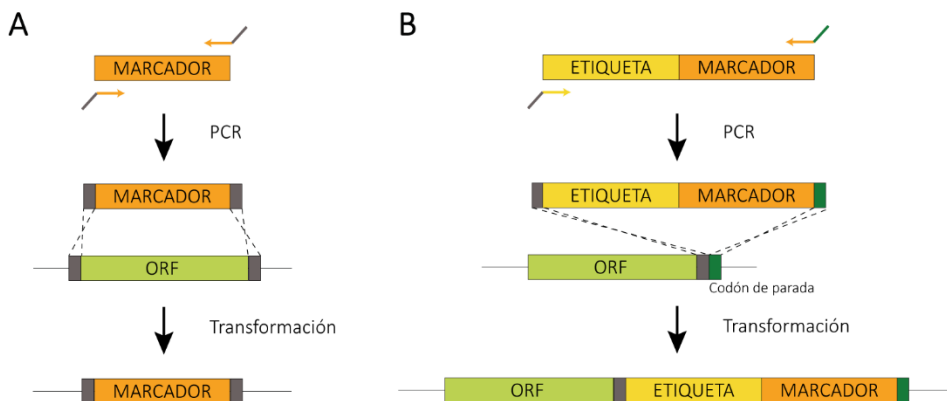 A
MARCADOR
PCR
MARCADOR
ORF
Transformación
MARCADOR
B
ETIQUETA MARCADOR
PCR
ETIQUETA MARCADOR
ORF
Codón de parada
Transformación
ORF ETIQUETA MARCADOR